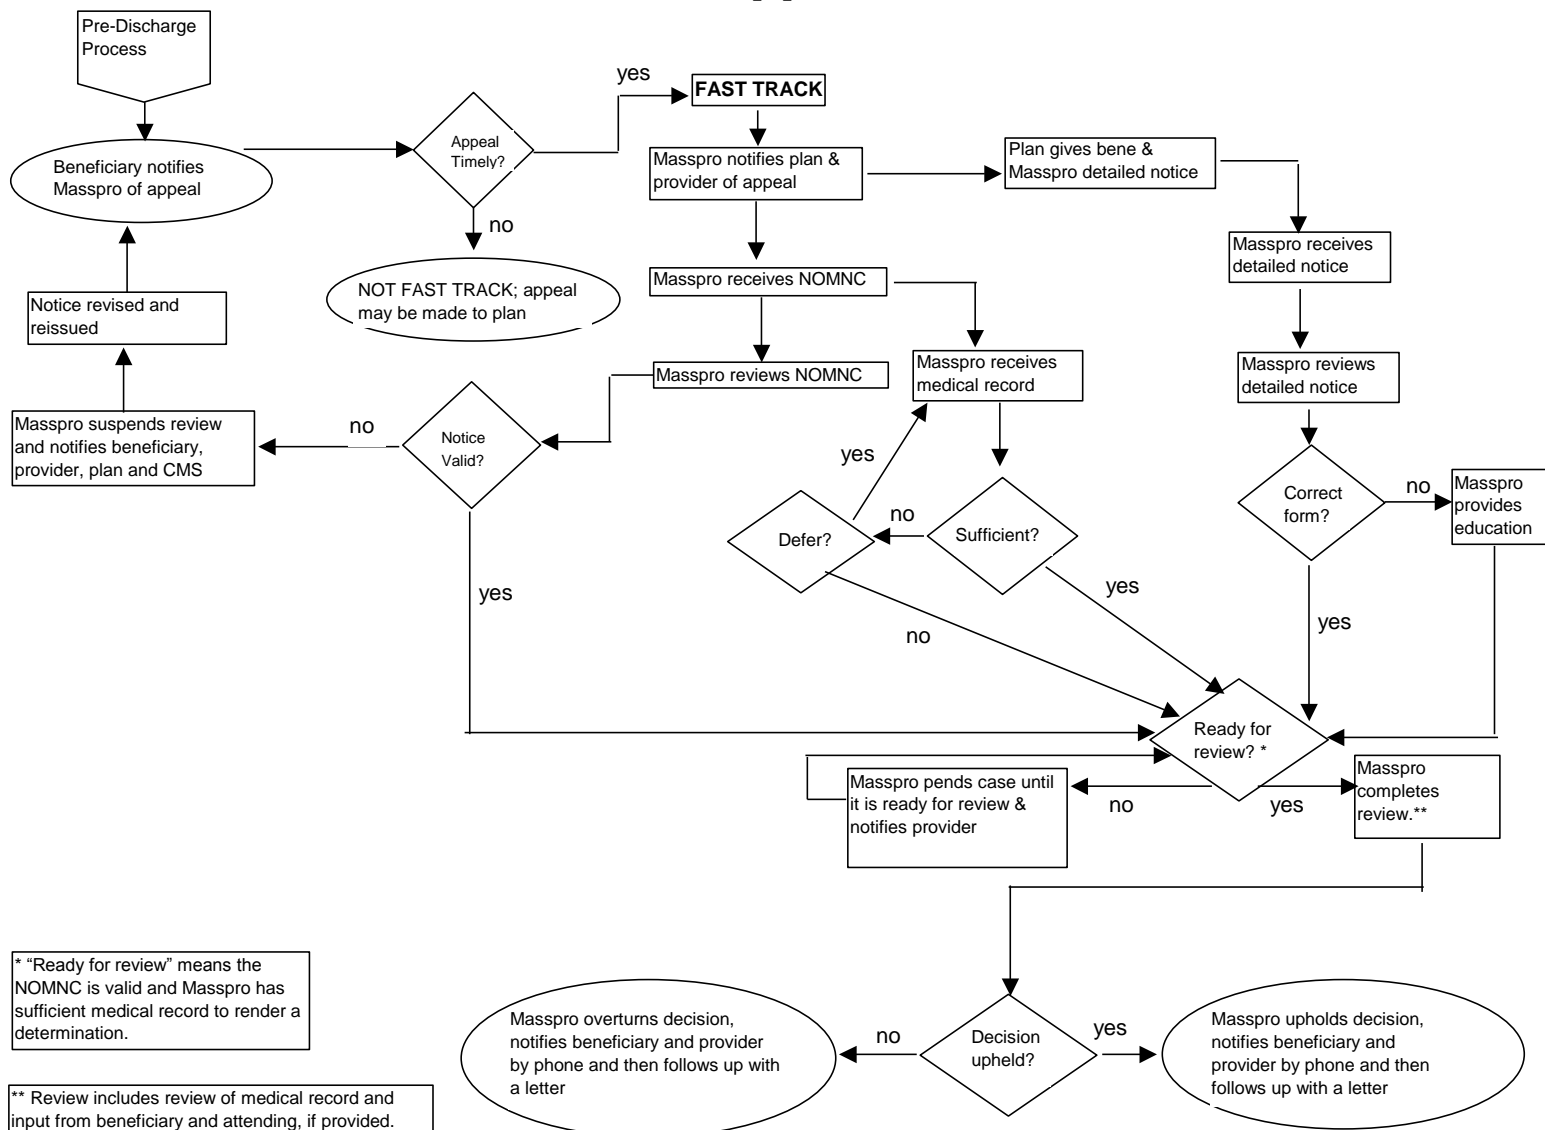 Pre-Discharge
Process
Beneficiary notifies
Masspro of appeal
Appeal
Timely?
yes
no
FAST TRACK
Masspro notifies plan &
provider of appeal
Plan gives bene &
Masspro detailed notice
NOT FAST TRACK; appeal
may be made to plan
Masspro receives NOMNC
Masspro receives
detailed notice
Notice revised and
reissued
Masspro reviews NOMNC
Masspro receives
medical record
Masspro reviews
detailed notice
Masspro suspends review
and notifies beneficiary,
provider, plan and CMS
no
Notice
Valid?
yes
yes
Defer?
no
no
Sufficient?
yes
Correct
form?
no
yes
Masspro
provides
education
Ready for
review? *
no
yes
Masspro pends case until
it is ready for review &
notifies provider
Masspro
completes
review.**
* “Ready for review” means the
NOMNC is valid and Masspro has
sufficient medical record to render a
determination.
Masspro overturns decision,
notifies beneficiary and provider
by phone and then follows up with
a letter
no
Decision
upheld?
yes
Masspro upholds decision,
notifies beneficiary and
provider by phone and then
follows up with a letter
** Review includes review of medical record and
input from beneficiary and attending, if provided.